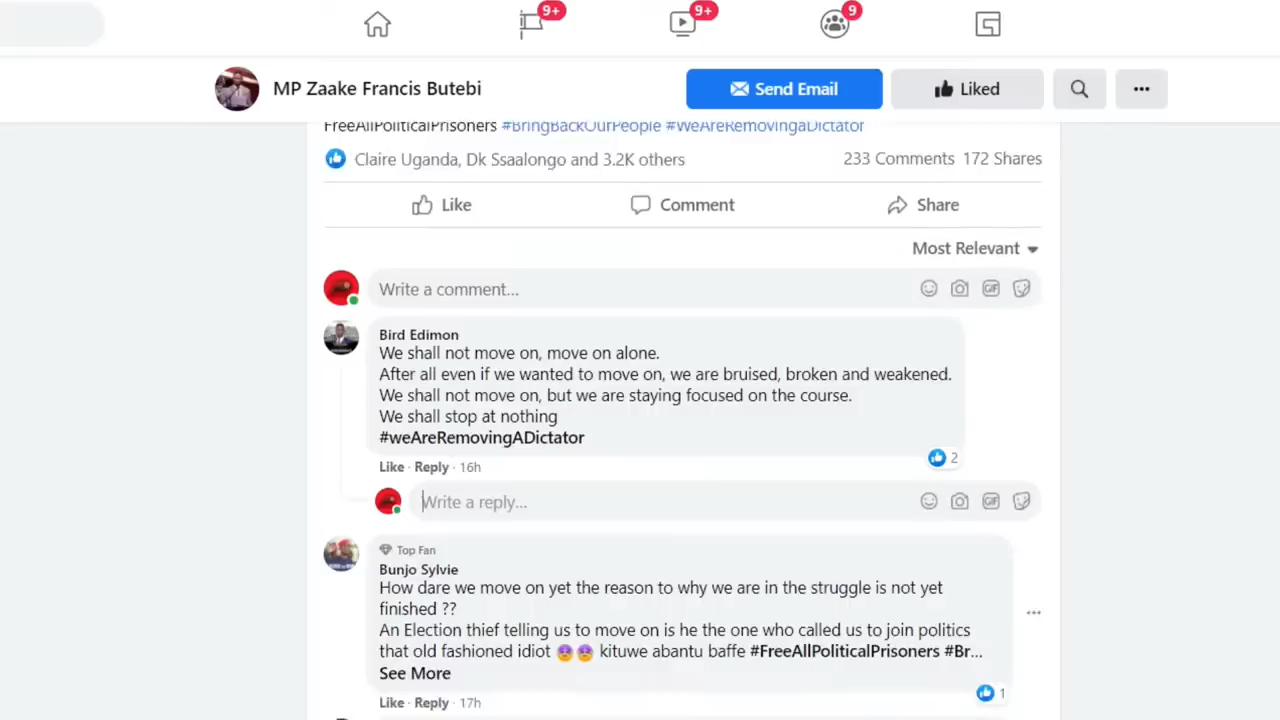 9+
9+
9
MP Zaake Francis Butebi
Send Email
Liked
FreeAllPoliticalPrisoners #BringBackOurPeople #WeAreRemovingaDictator
Claire Uganda, Dk Ssaalongo and 3.2K others
233 Comments 172 Shares
Like
Comment
Share
Most Relevant
Write a comment...
GIF
Bird Edimon
We shall not move on, move on alone.
After all even if we wanted to move on, we are bruised, broken and weakened.
We shall not move on, but we are staying focused on the course.
We shall stop at nothing
#weAreRemovingADictator
2
Like · Reply · 16h
Write a reply...
GIF
Top Fan
Bunjo Sylvie
How dare we move on yet the reason to why we are in the struggle is not yet
finished ??
An Election thief telling us to move on is he the one who called us to join politics
that old fashioned idiot 😡😡 kituwe abantu baffe #FreeAllPoliticalPrisoners #Br...
See More
1
Like · Reply · 17h